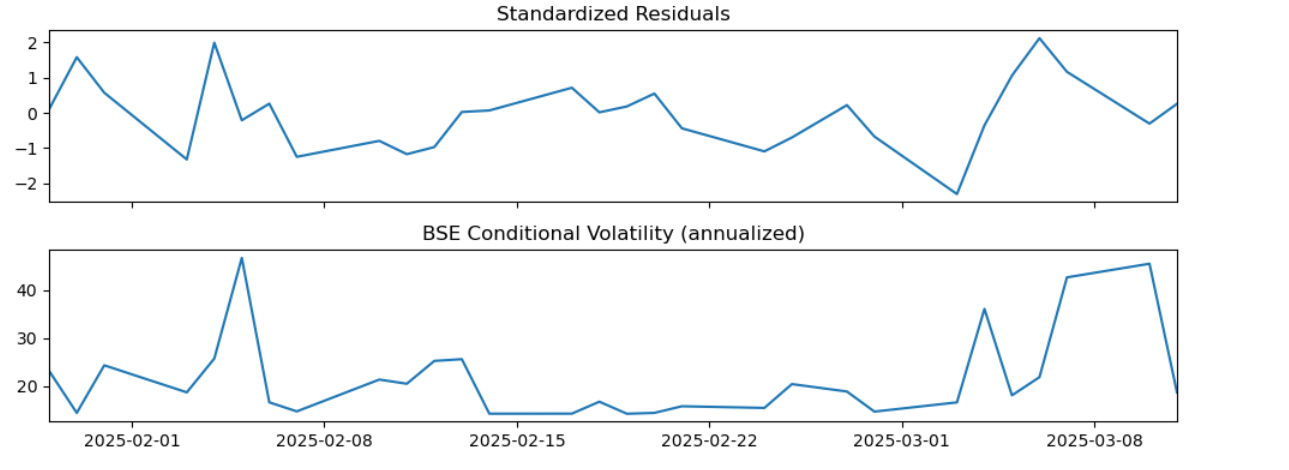 Standardized Residuals
2
1
0
−1
−2
BSE Conditional Volatility (annualized)
40
30
20
2025-02-01 2025-02-08 2025-02-15 2025-02-22 2025-03-01 2025-03-08